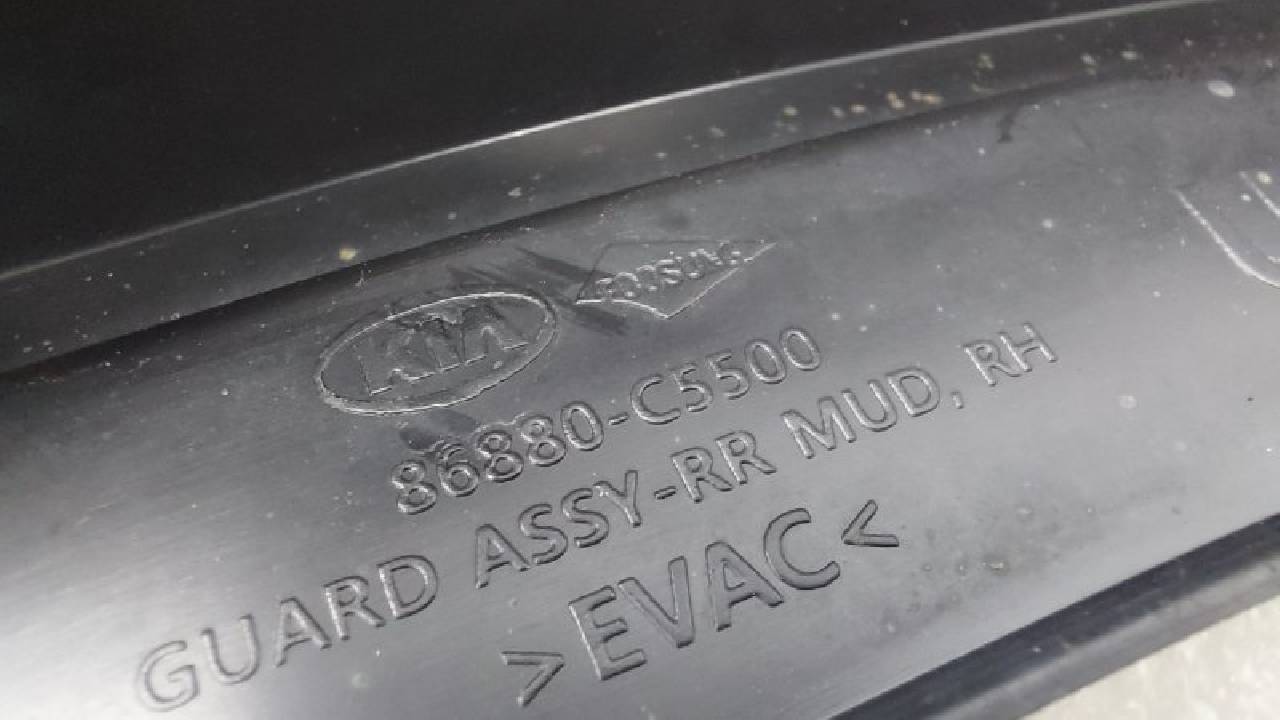 KIA
86880-C5500
GUARD ASSY-RR MUD, RH
>EVAC<